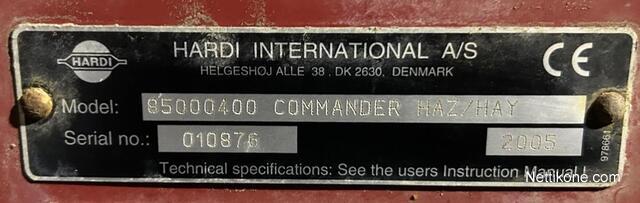 HARDI
HARDI INTERNATIONAL A/S
HELGESHØJ ALLE 38 . DK 2630, DENMARK
CE
Model: 85000400 COMMANDER HAZ/HAY
Serial no.: 010876 2005
978661
Technical specifications: See the users Instruction Manual !
Nettikone.com